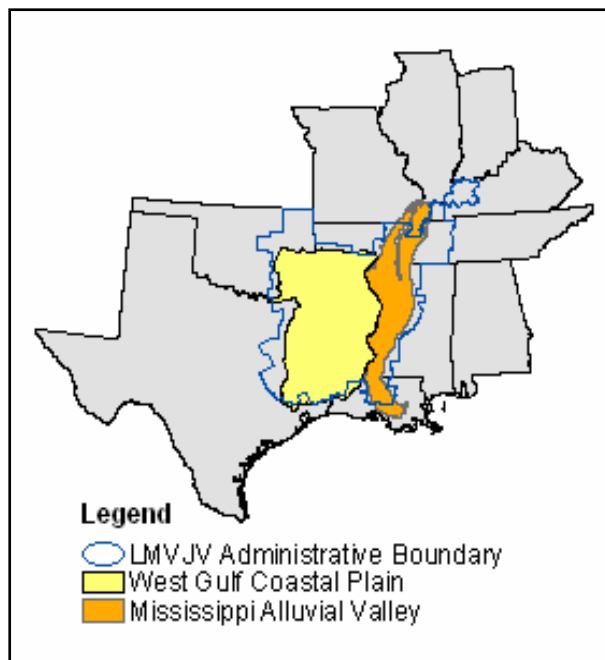 Legend
LMVJV Administrative Boundary
West Gulf Coastal Plain
Mississippi Alluvial Valley